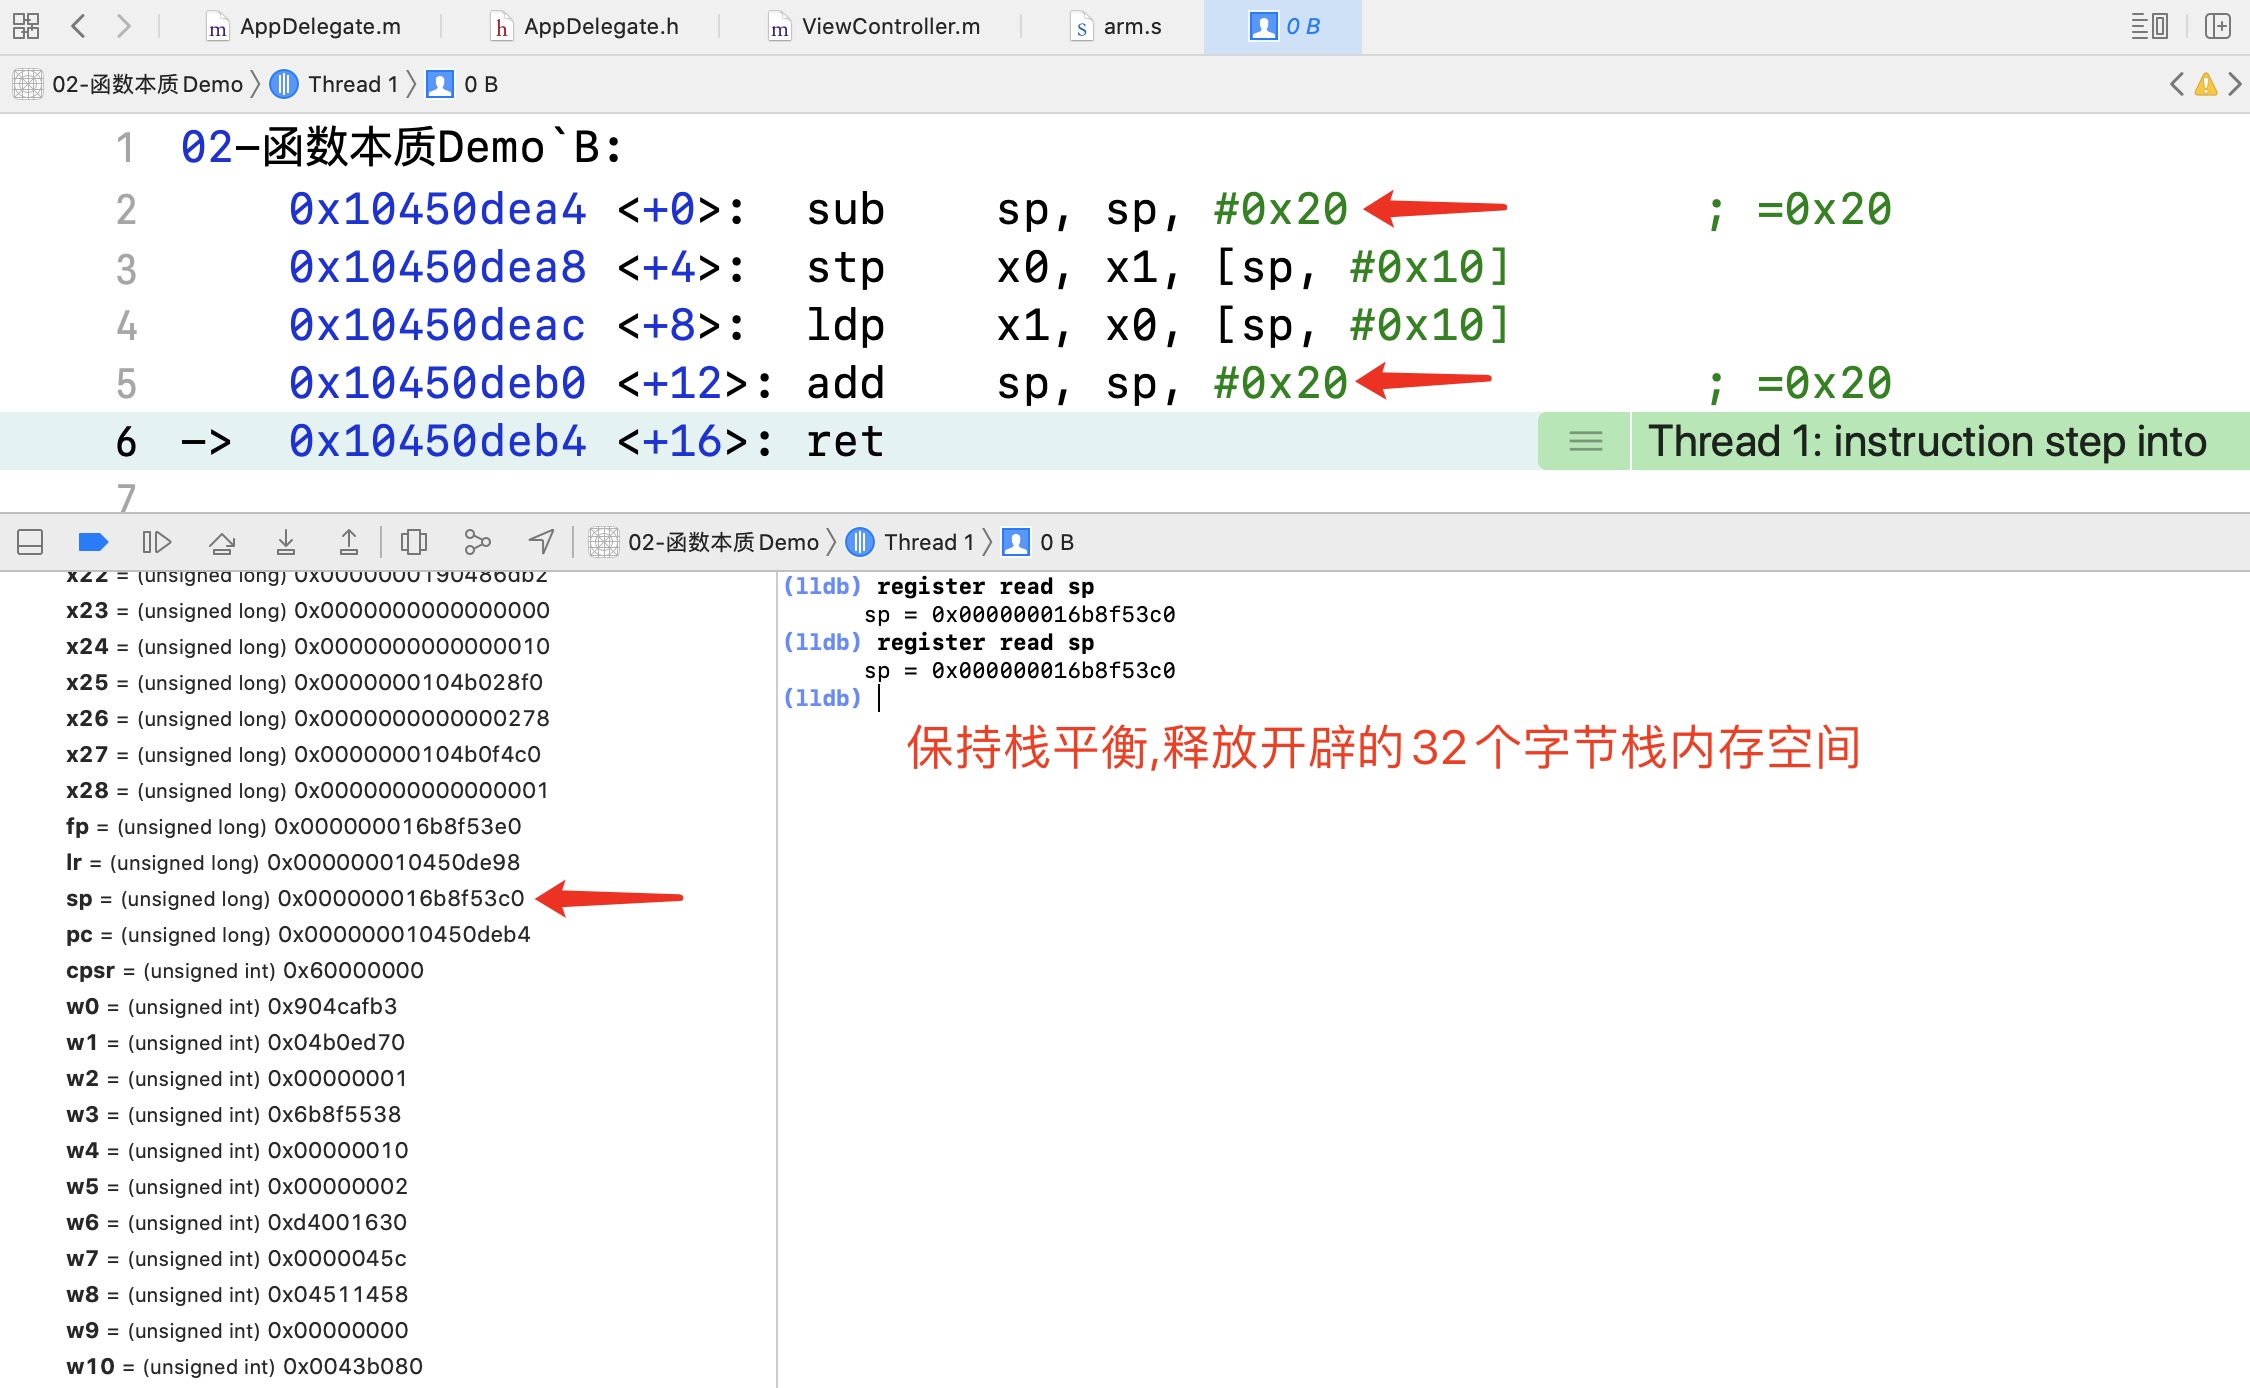 AppDelegate.m AppDelegate.h ViewController.m arm.s 0 B
02-函数本质Demo Thread 1 0 B
1 02-函数本质Demo`B:
2 0x10450dea4 <+0>: sub sp, sp, #0x20 ; =0x20
3 0x10450dea8 <+4>: stp x0, x1, [sp, #0x10]
4 0x10450deac <+8>: ldp x1, x0, [sp, #0x10]
5 0x10450deb0 <+12>: add sp, sp, #0x20 ; =0x20
6 -> 0x10450deb4 <+16>: ret Thread 1: instruction step into
7
02-函数本质Demo Thread 1 0 B
x22 = (unsigned long) 0x0000000190486db2
x23 = (unsigned long) 0x0000000000000000
x24 = (unsigned long) 0x0000000000000010
x25 = (unsigned long) 0x0000000104b028f0
x26 = (unsigned long) 0x0000000000000278
x27 = (unsigned long) 0x0000000104b0f4c0
x28 = (unsigned long) 0x0000000000000001
fp = (unsigned long) 0x000000016b8f53e0
lr = (unsigned long) 0x000000010450de98
sp = (unsigned long) 0x000000016b8f53c0
pc = (unsigned long) 0x000000010450deb4
cpsr = (unsigned int) 0x60000000
w0 = (unsigned int) 0x904cafb3
w1 = (unsigned int) 0x04b0ed70
w2 = (unsigned int) 0x00000001
w3 = (unsigned int) 0x6b8f5538
w4 = (unsigned int) 0x00000010
w5 = (unsigned int) 0x00000002
w6 = (unsigned int) 0xd4001630
w7 = (unsigned int) 0x0000045c
w8 = (unsigned int) 0x04511458
w9 = (unsigned int) 0x00000000
w10 = (unsigned int) 0x0043b080
(lldb) register read sp
sp = 0x000000016b8f53c0
(lldb) register read sp
sp = 0x000000016b8f53c0
(lldb)
保持栈平衡,释放开辟的32个字节栈内存空间